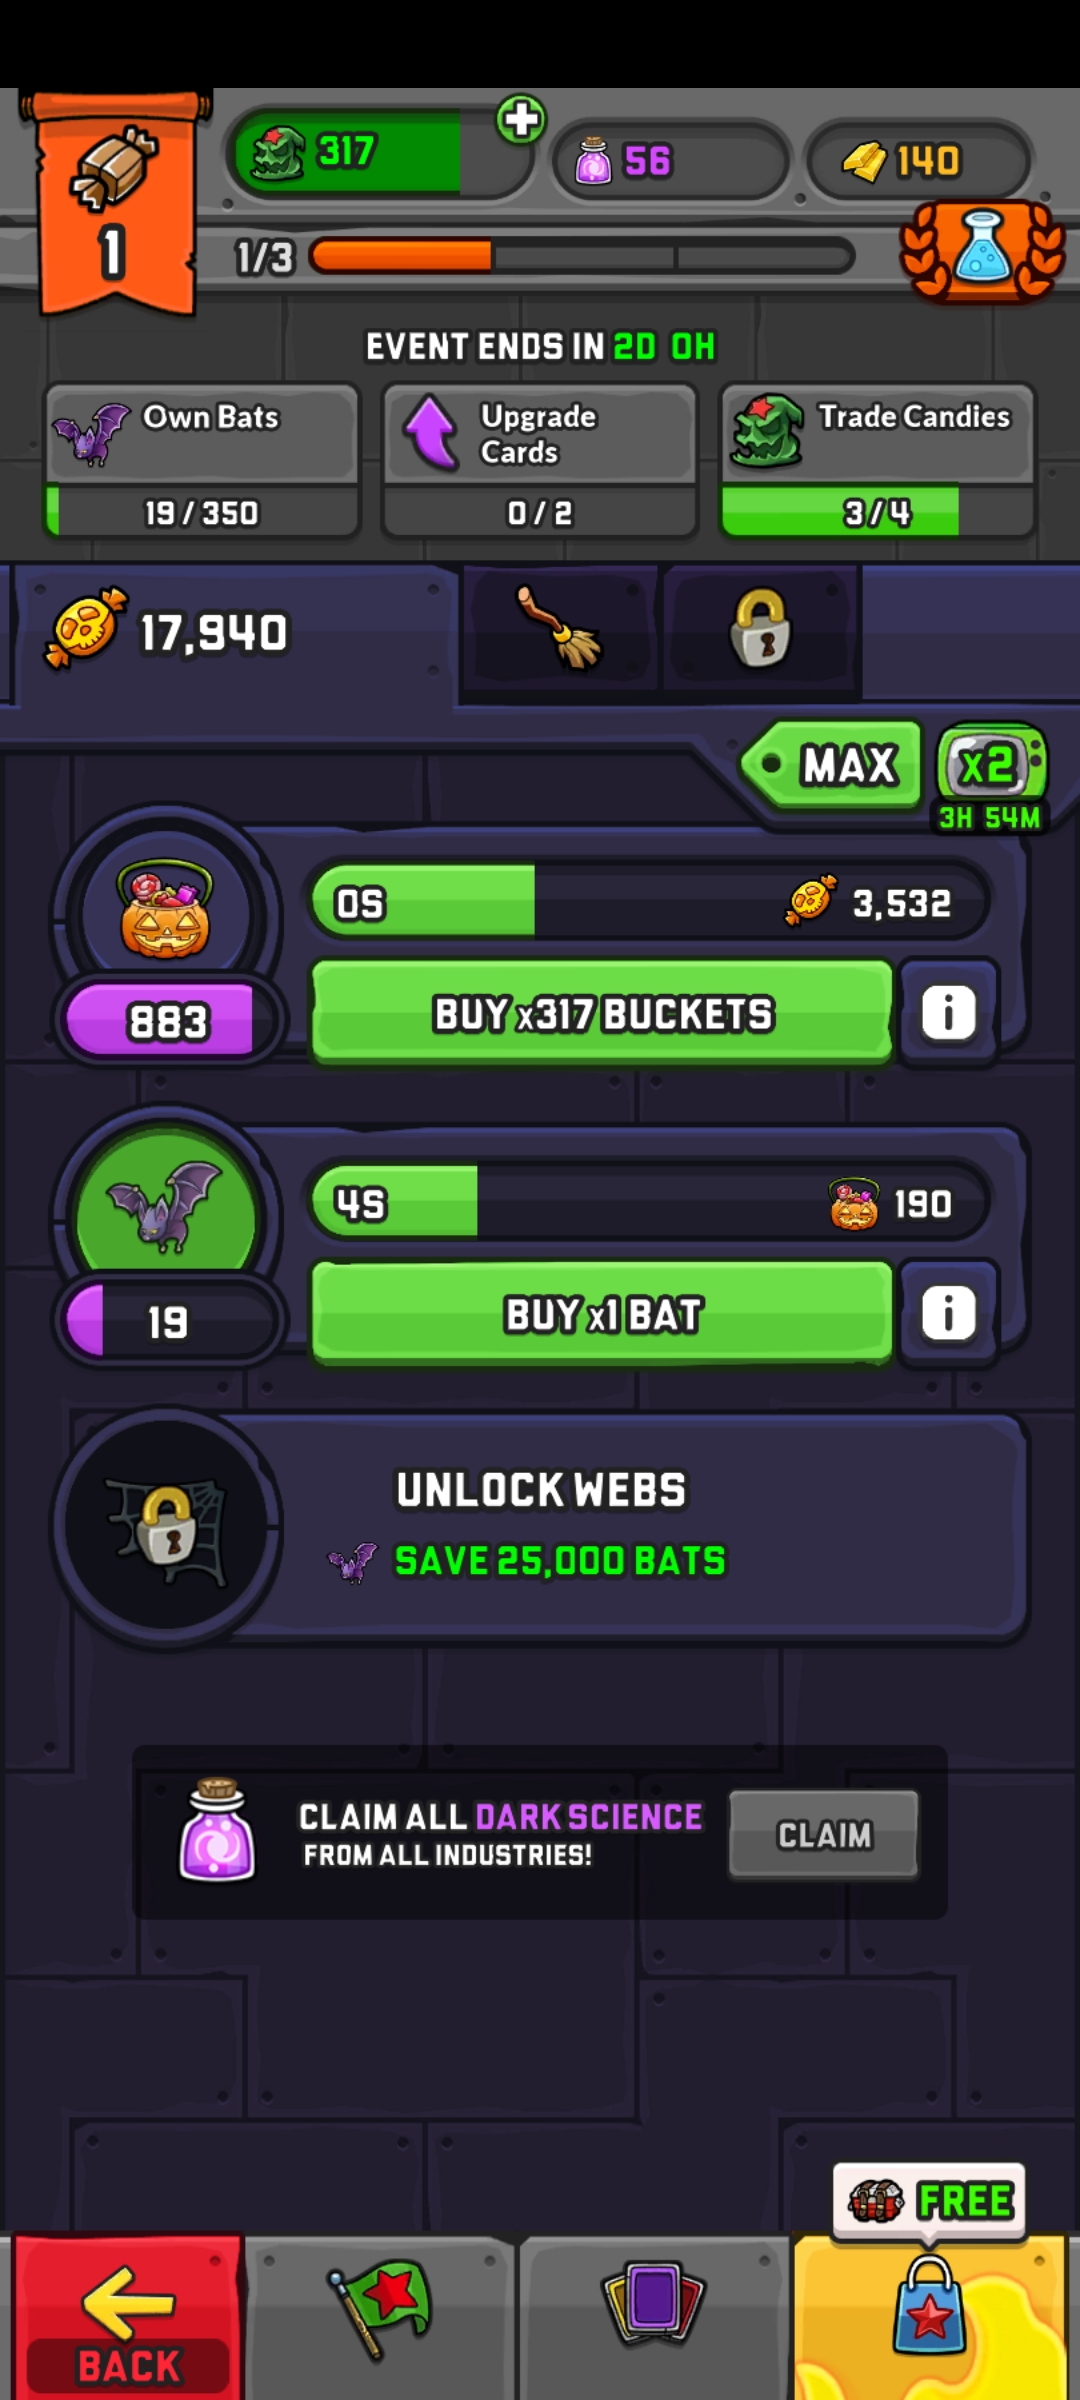 317
56
140
1
1/3
EVENT ENDS IN 2D 0H
Own Bats
19/350
Upgrade
Cards
0/2
Trade Candies
3/4
17,940
MAX
x2
3H 54M
0S
3,532
883
BUY x317 BUCKETS
i
4S
190
19
BUY x1 BAT
i
UNLOCK WEBS
SAVE 25,000 BATS
CLAIM ALL DARK SCIENCE
FROM ALL INDUSTRIES!
CLAIM
FREE
BACK